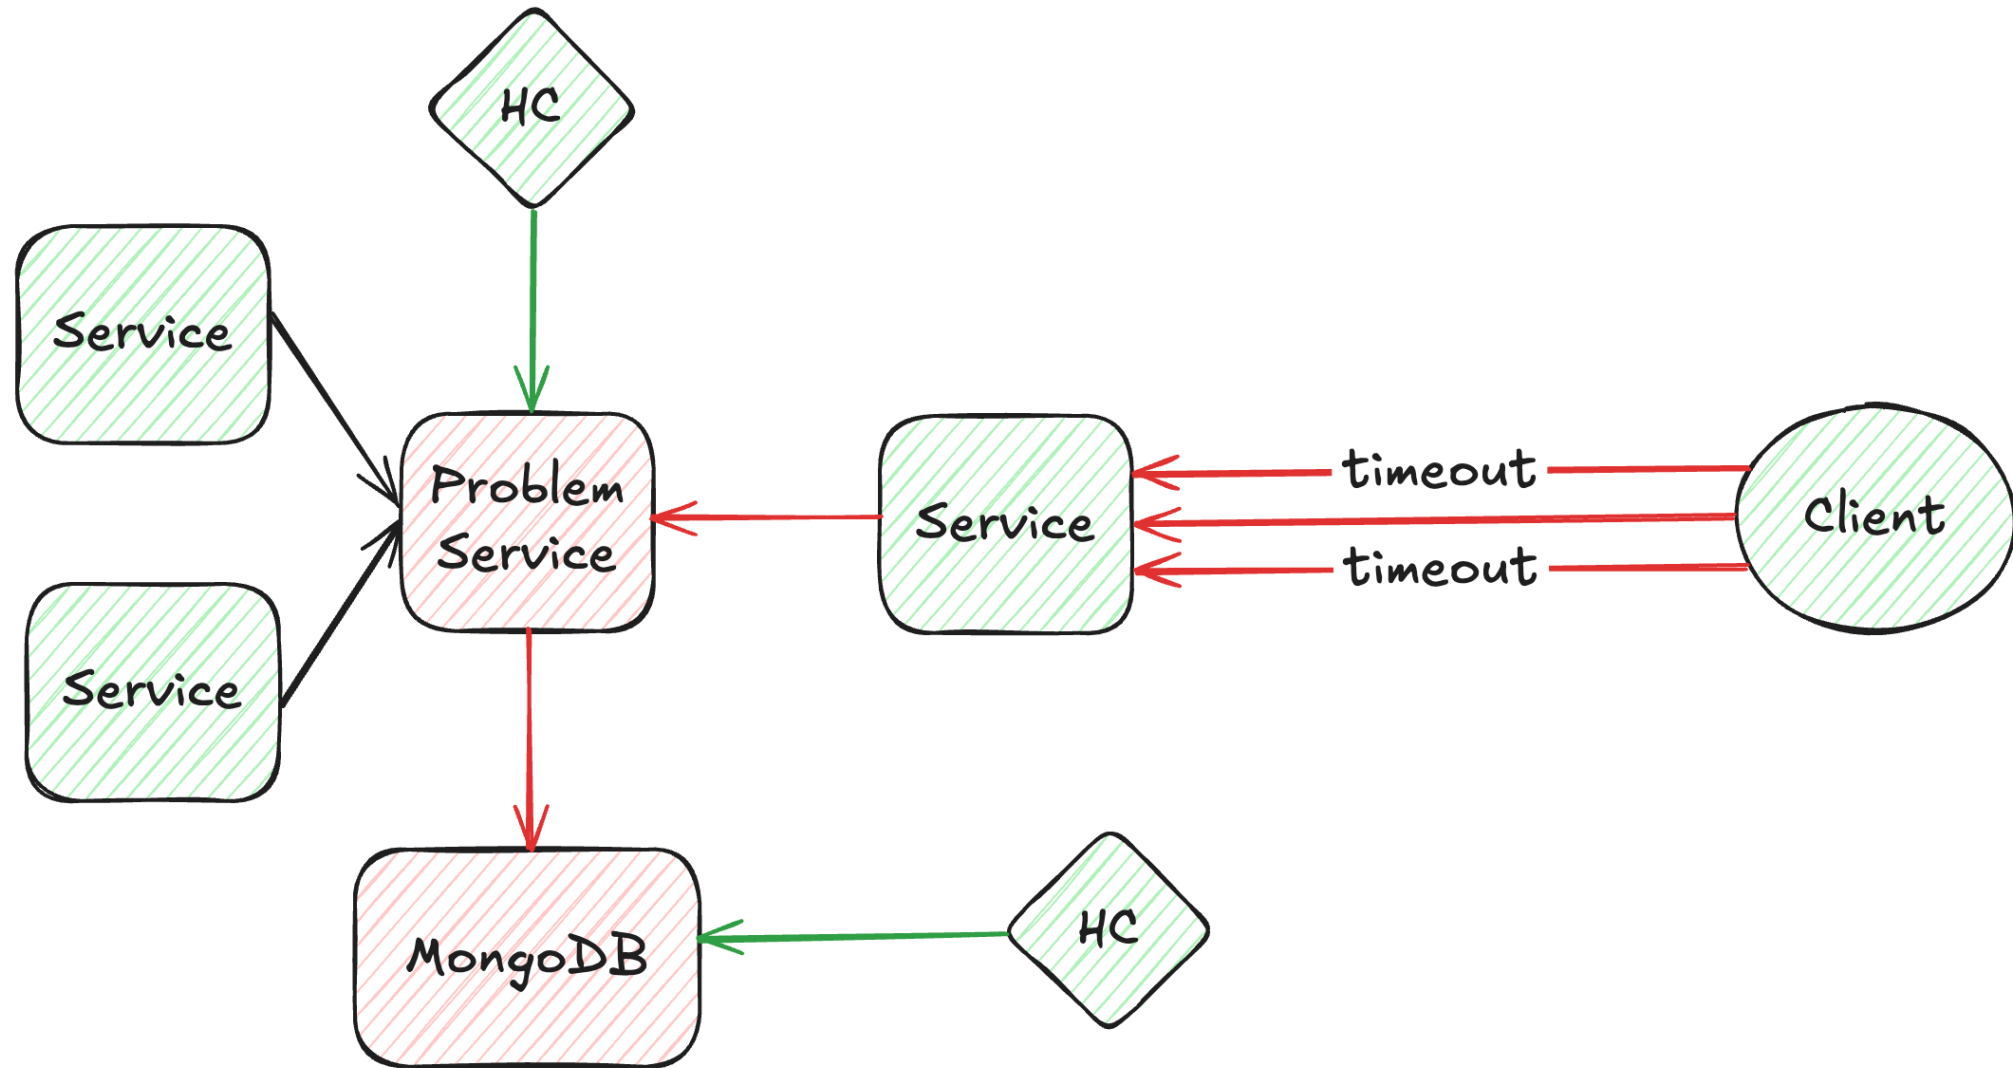 HC
Service
Problem
Service
Service
timeout
timeout
Client
Service
MongoDB
HC